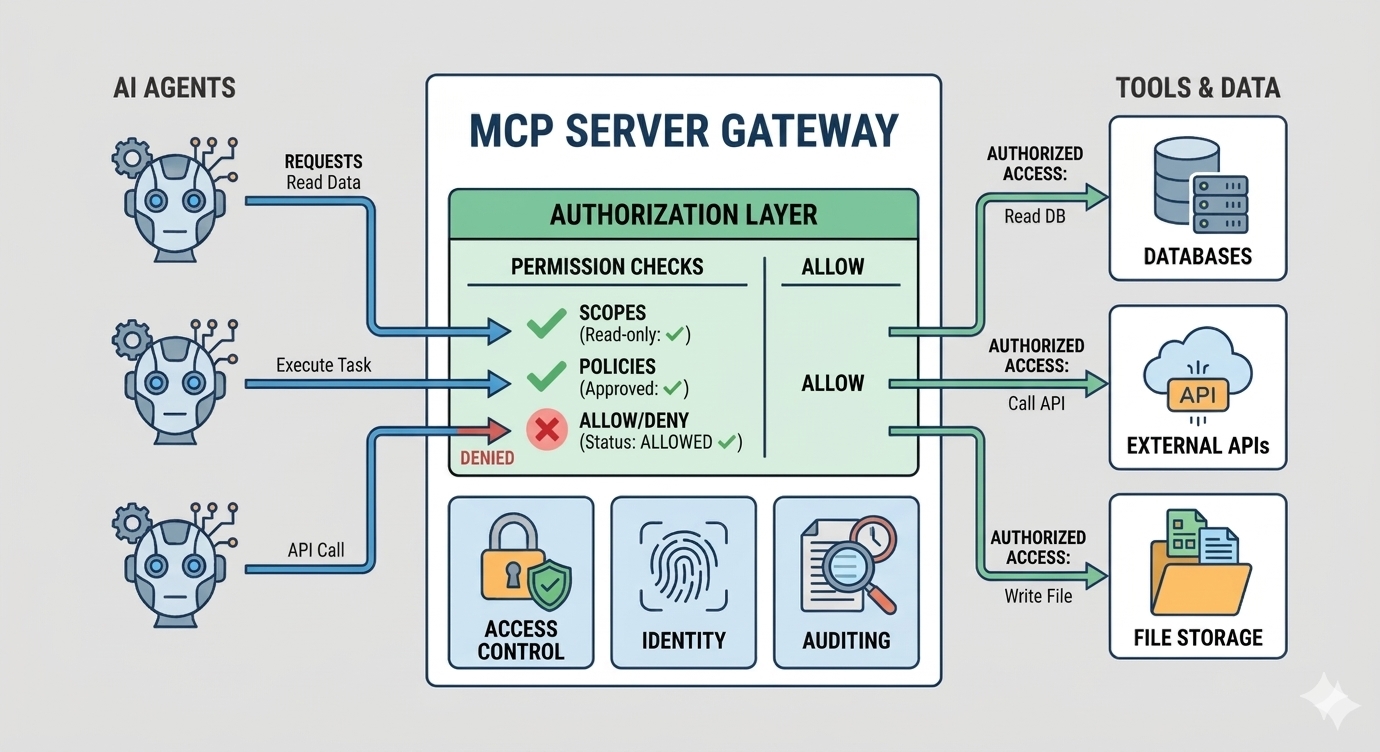 AI AGENTS
REQUESTS
Read Data
Execute Task
API Call
MCP SERVER GATEWAY
AUTHORIZATION LAYER
PERMISSION CHECKS
ALLOW
SCOPES
(Read-only: ✓)
POLICIES
(Approved: ✓)
ALLOW
ALLOW/DENY
(Status: ALLOWED ✓)
DENIED
ACCESS
CONTROL
IDENTITY
AUDITING
AUTHORIZED
ACCESS:
Read DB
AUTHORIZED
ACCESS:
Call API
AUTHORIZED
ACCESS:
Write File
TOOLS & DATA
DATABASES
API
EXTERNAL APIs
FILE STORAGE